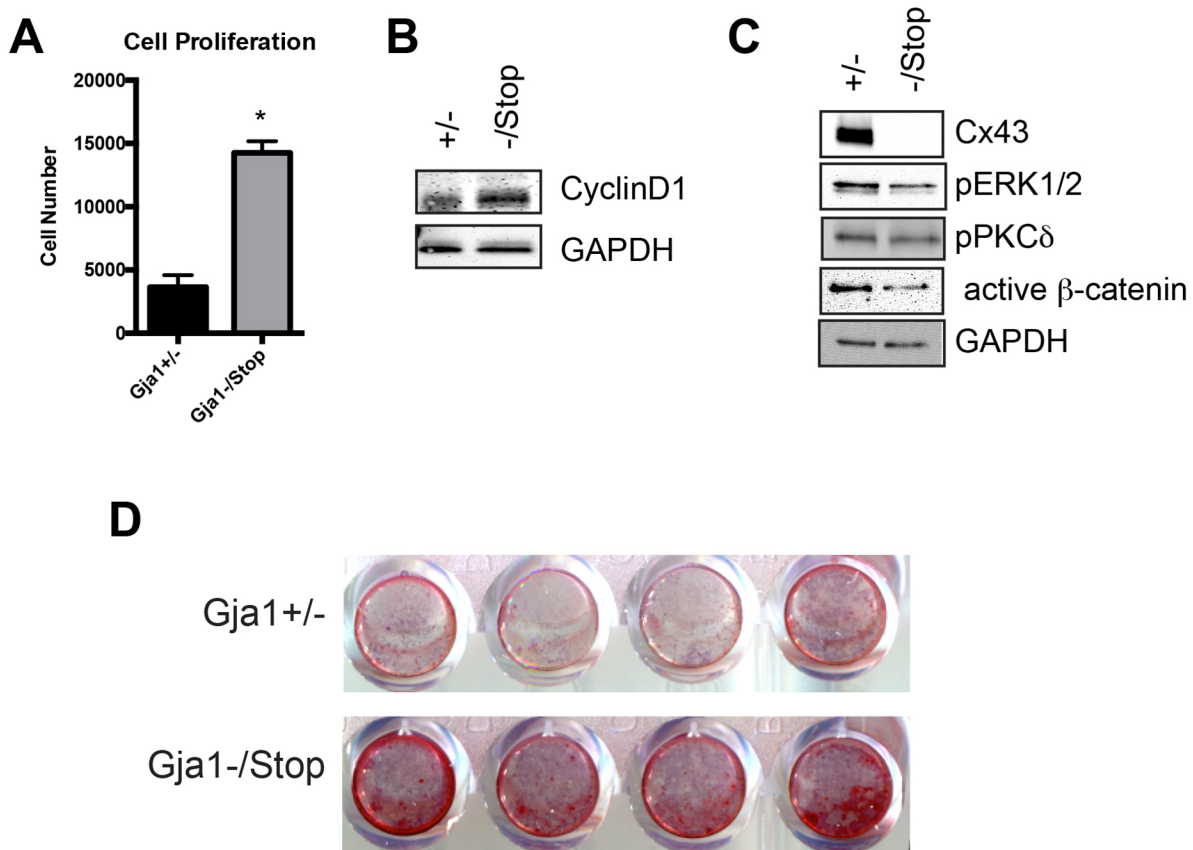 A
Cell Proliferation
20000
15000
10000
5000
0
Cell Number
*
Gja1+/-
Gja1-/Stop
B
+/-
-/Stop
CyclinD1
GAPDH
C
+/-
-/Stop
Cx43
pERK1/2
pPKCδ
active β-catenin
GAPDH
D
Gja1+/-
Gja1-/Stop